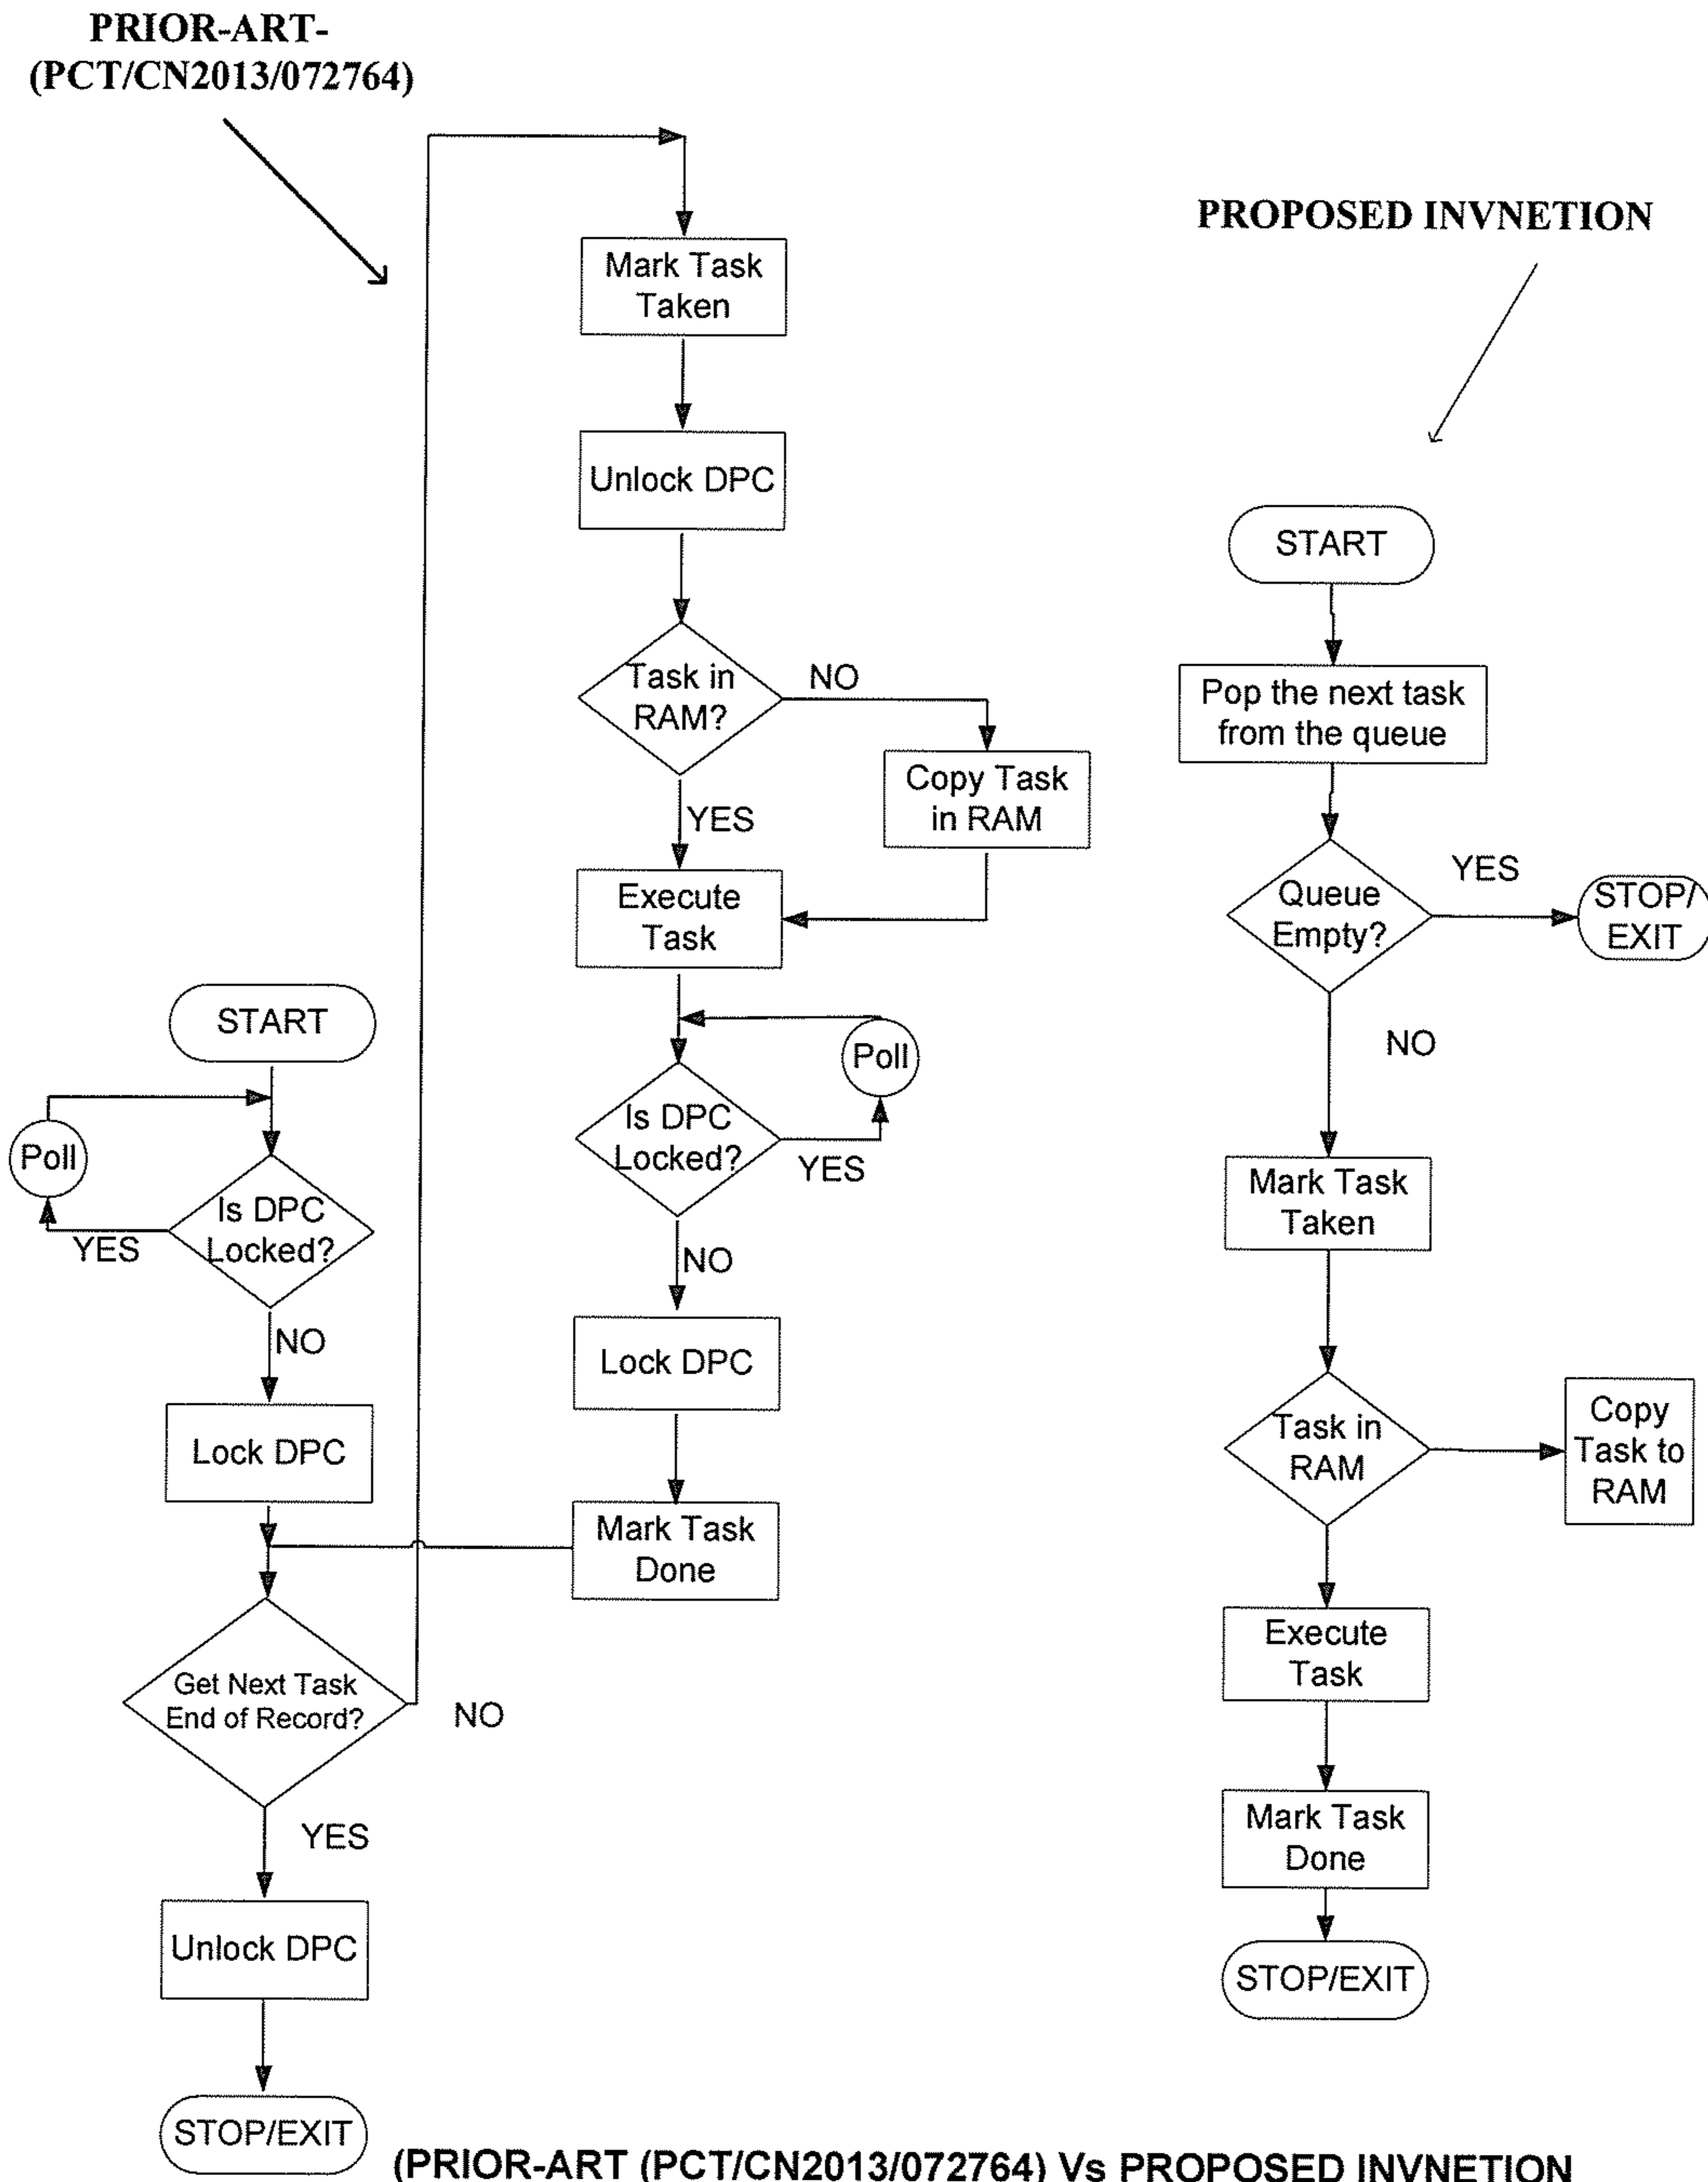 PRIOR-ART-
(PCT/CN2013/072764)
START
Poll
Is DPC
Locked?
YES
NO
Lock DPC
Get Next Task
End of Record?
NO
YES
Unlock DPC
STOP/EXIT
Mark Task
Taken
Unlock DPC
Task in
RAM?
NO
Copy Task
in RAM
YES
Execute
Task
Poll
Is DPC
Locked?
YES
NO
Lock DPC
Mark Task
Done
PROPOSED INVNETION
START
Pop the next task
from the queue
Queue
Empty?
YES
STOP/
EXIT
NO
Mark Task
Taken
Task in
RAM
Copy
Task to
RAM
Execute
Task
Mark Task
Done
STOP/EXIT
(PRIOR-ART (PCT/CN2013/072764) Vs PROPOSED INVNETION